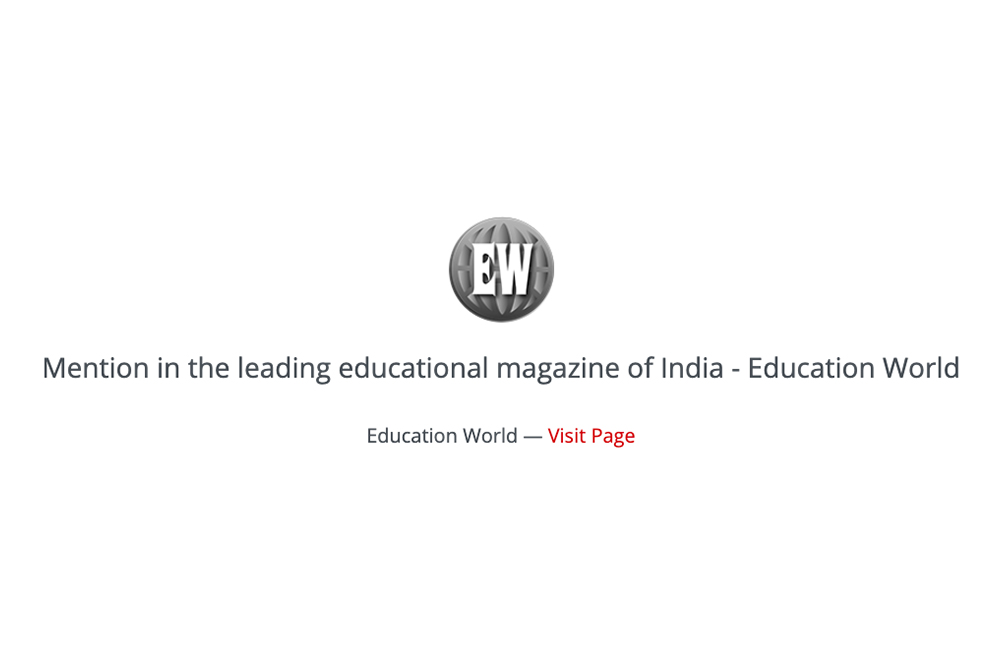 EW
Mention in the leading educational magazine of India - Education World
Education World — Visit Page